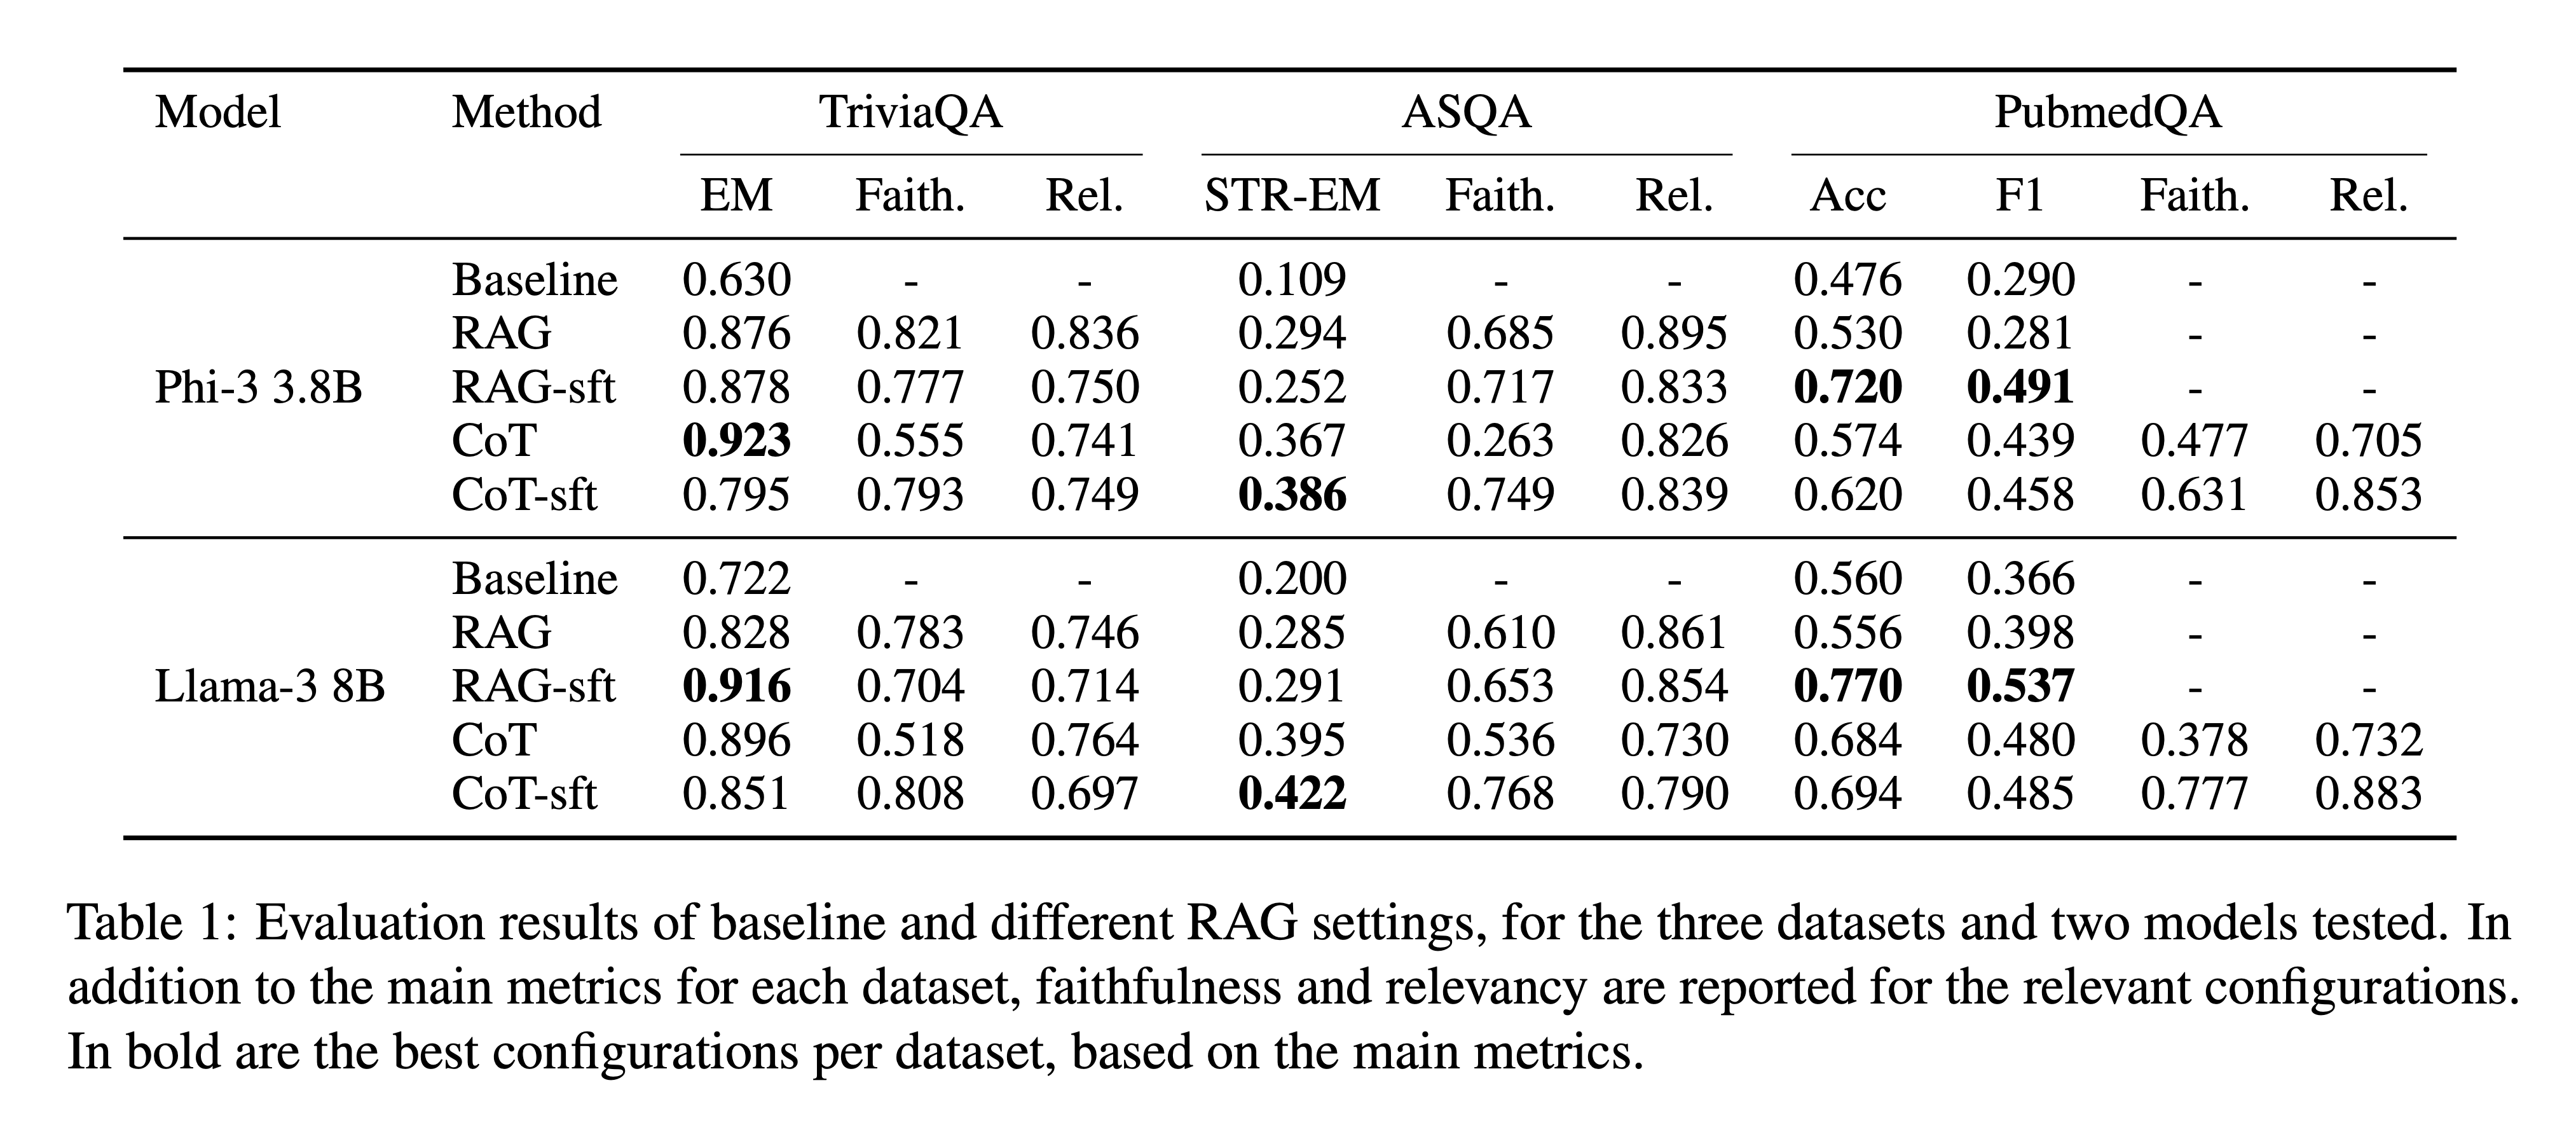 Model Method TriviaQA ASQA PubmedQA
EM Faith. Rel. STR-EM Faith. Rel. Acc F1 Faith. Rel.
Baseline 0.630 - - 0.109 - - 0.476 0.290 - -
RAG 0.876 0.821 0.836 0.294 0.685 0.895 0.530 0.281 - -
Phi-3 3.8B RAG-sft 0.878 0.777 0.750 0.252 0.717 0.833 0.720 0.491 - -
CoT 0.923 0.555 0.741 0.367 0.263 0.826 0.574 0.439 0.477 0.705
CoT-sft 0.795 0.793 0.749 0.386 0.749 0.839 0.620 0.458 0.631 0.853
Baseline 0.722 - - 0.200 - - 0.560 0.366 - -
RAG 0.828 0.783 0.746 0.285 0.610 0.861 0.556 0.398 - -
Llama-3 8B RAG-sft 0.916 0.704 0.714 0.291 0.653 0.854 0.770 0.537 - -
CoT 0.896 0.518 0.764 0.395 0.536 0.730 0.684 0.480 0.378 0.732
CoT-sft 0.851 0.808 0.697 0.422 0.768 0.790 0.694 0.485 0.777 0.883
Table 1: Evaluation results of baseline and different RAG settings, for the three datasets and two models tested. In
addition to the main metrics for each dataset, faithfulness and relevancy are reported for the relevant configurations.
In bold are the best configurations per dataset, based on the main metrics.